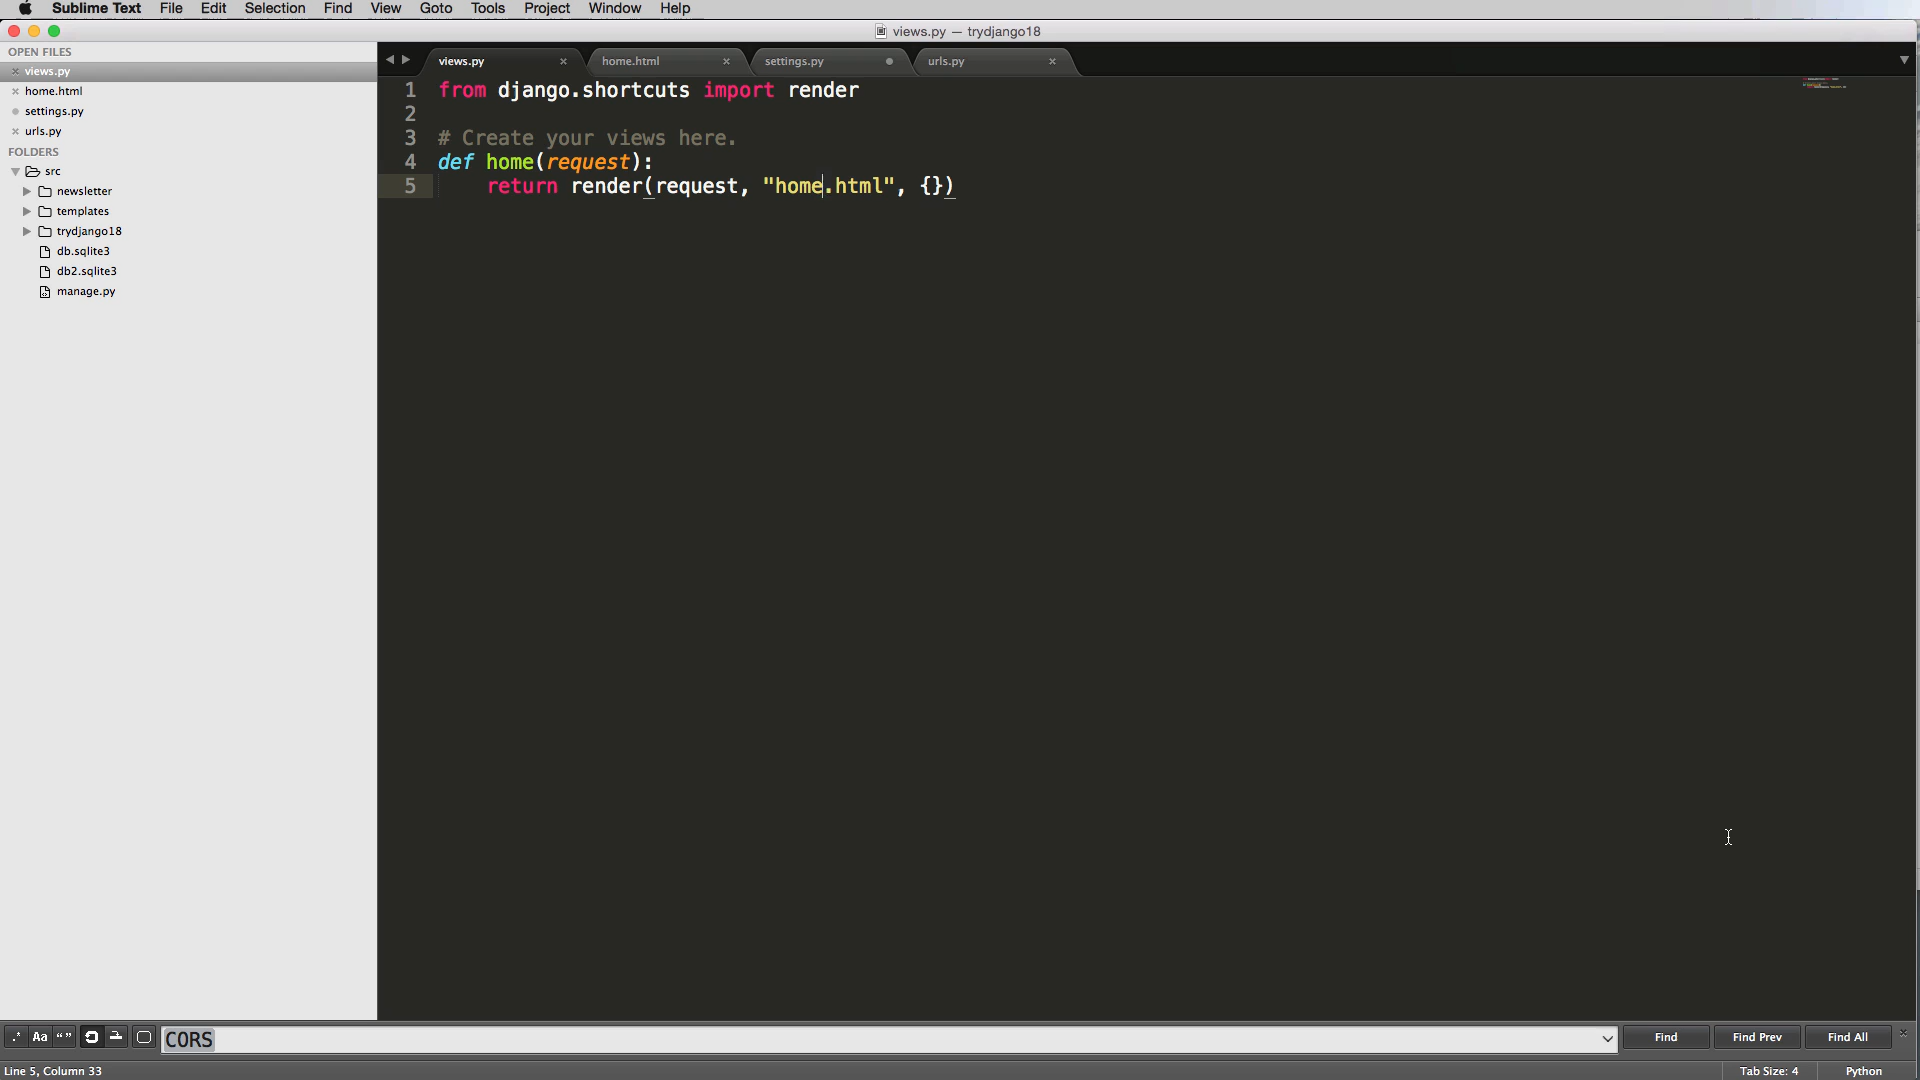 Sublime Text File Edit Selection Find View Goto Tools Project Window Help
views.py — trydjango18
OPEN FILES
views.py
home.html
settings.py
urls.py
FOLDERS
src
newsletter
templates
trydjango18
db.sqlite3
db2.sqlite3
manage.py
views.py home.html settings.py urls.py
1 from django.shortcuts import render
2
3 # Create your views here.
4 def home(request):
5 return render(request, "home.html", {})
.* Aa “ ” CORS Find Find Prev Find All
Line 5, Column 33 Tab Size: 4 Python